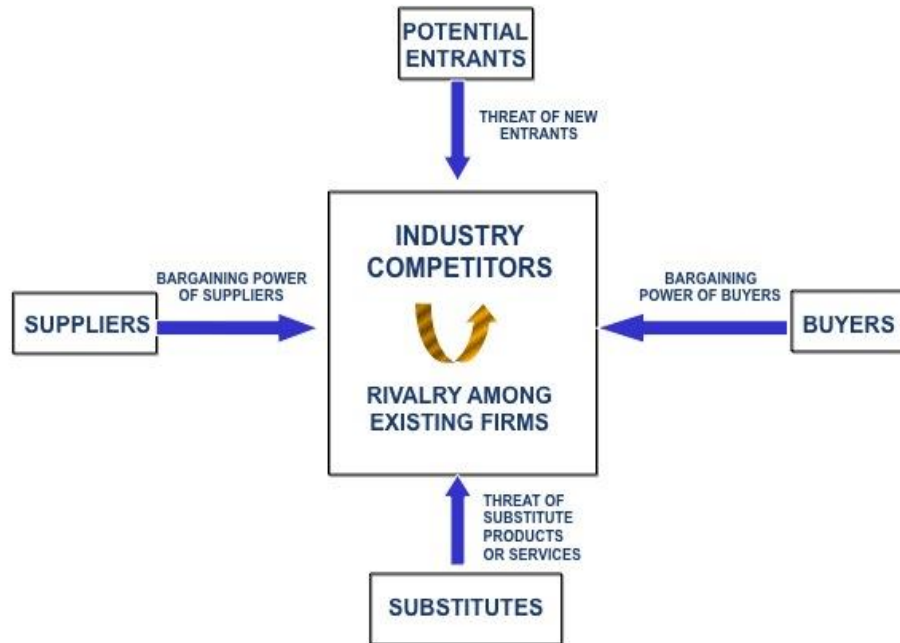 POTENTIAL
ENTRANTS
THREAT OF NEW
ENTRANTS
INDUSTRY
COMPETITORS
BARGAINING POWER
OF SUPPLIERS
BARGAINING
POWER OF BUYERS
SUPPLIERS
BUYERS
RIVALRY AMONG
EXISTING FIRMS
THREAT OF
SUBSTITUTE
PRODUCTS
OR SERVICES
SUBSTITUTES